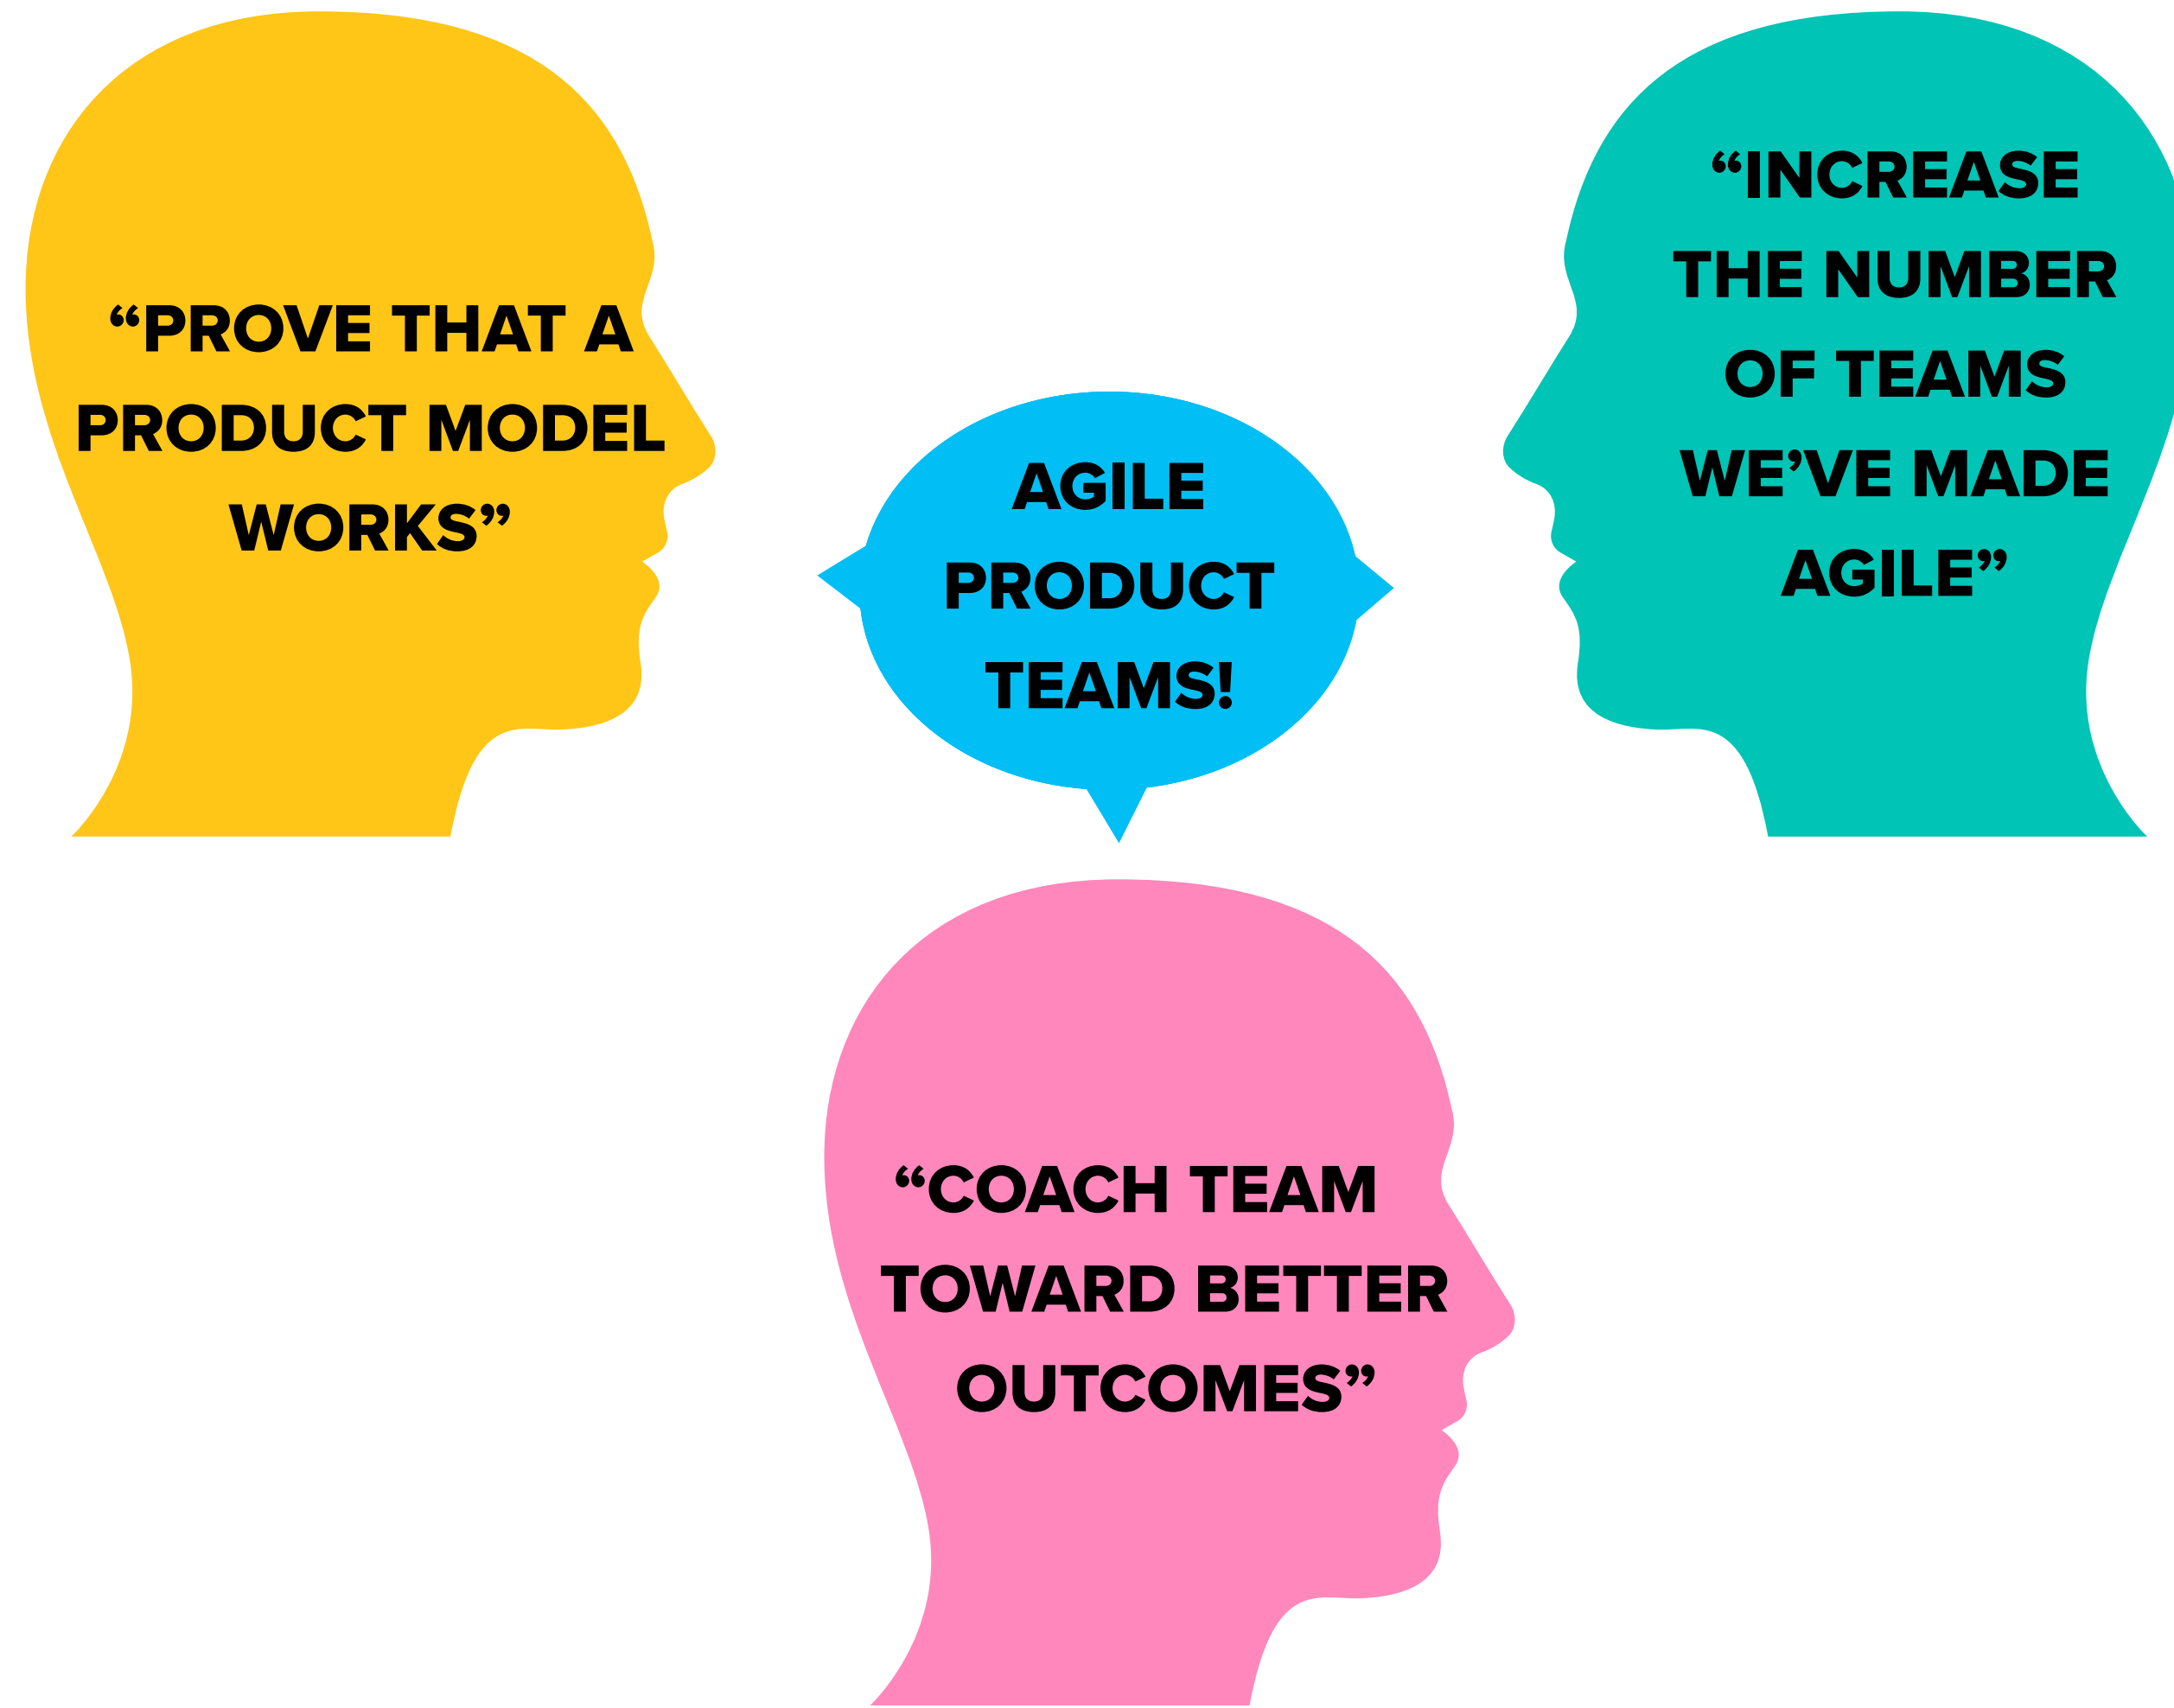 “PROVE THAT A
PRODUCT MODEL
WORKS”
AGILE
PRODUCT
TEAMS!
“INCREASE
THE NUMBER
OF TEAMS
WE’VE MADE
AGILE”
“COACH TEAM
TOWARD BETTER
OUTCOMES”